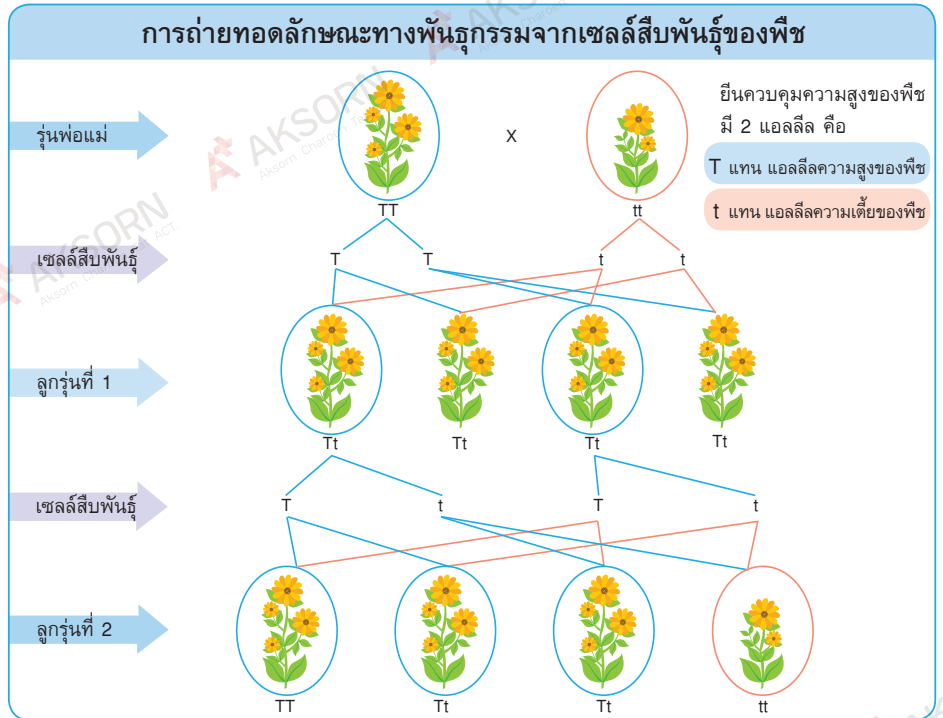 การถ่ายทอดลักษณะทางพันธุกรรมจากเซลล์สืบพันธุ์ของพืช
รุ่นพ่อแม่
X
ยีนควบคุมความสูงของพืช
มี 2 แอลลีล คือ
T แทน แอลลีลความสูงของพืช
t แทน แอลลีลความเตี้ยของพืช
TT
tt
เซลล์สืบพันธุ์
T
T
t
t
ลูกรุ่นที่ 1
Tt
Tt
Tt
Tt
เซลล์สืบพันธุ์
T
t
T
t
ลูกรุ่นที่ 2
TT
Tt
Tt
tt
AKSORN
AKSORN
Aksorn Charoen
AKSORN
Aksorn Charoen ACT.